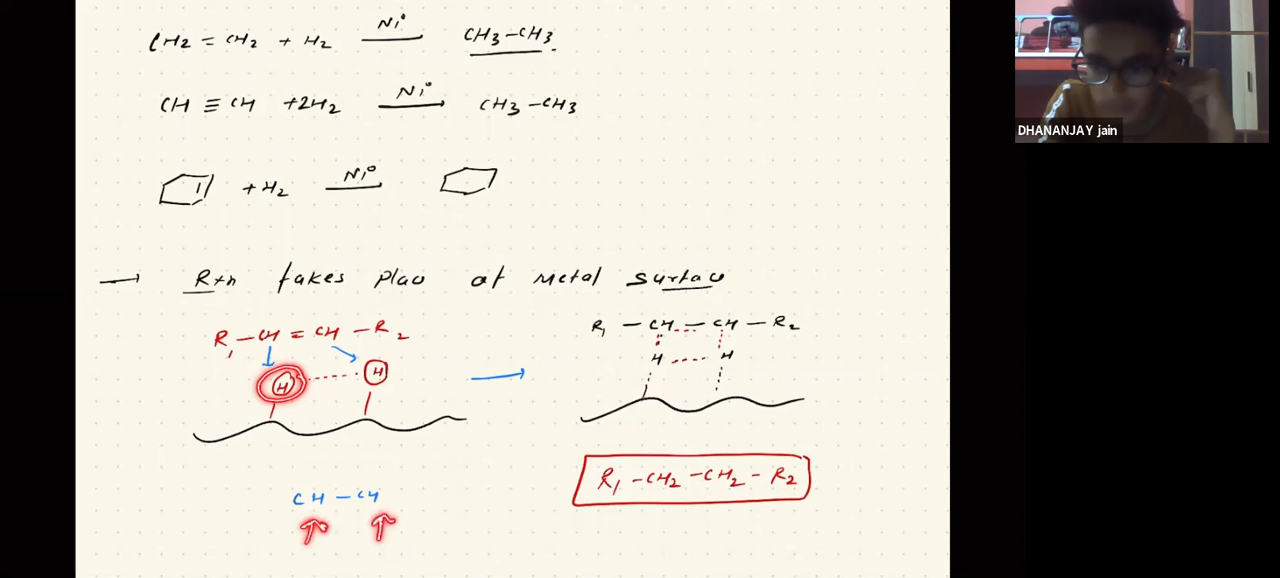 CH2 = CH2 + H2 Ni° CH3-CH3.
CH ≡ CH +2H2 Ni° CH3-CH3
+ H2 Ni°
DHANANJAY jain
→ Rxn takes place at metal surface
R1 - CH = CH - R2
H H
R1 - CH - CH - R2
H H
R1 - CH2 - CH2 - R2
CH - CH